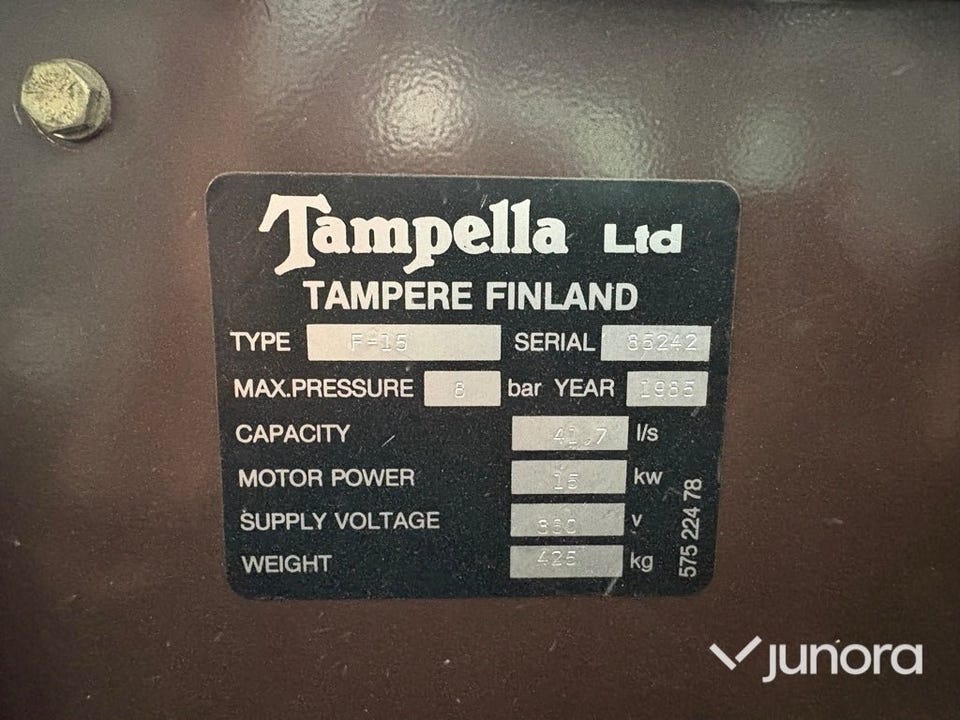 Tampella Ltd
TAMPERE FINLAND
TYPE F-15 SERIAL 85242
MAX.PRESSURE 8 bar YEAR 1985
CAPACITY 41,7 l/s
MOTOR POWER 15 kw
SUPPLY VOLTAGE 380 v
WEIGHT 425 kg
575 224 78
junora